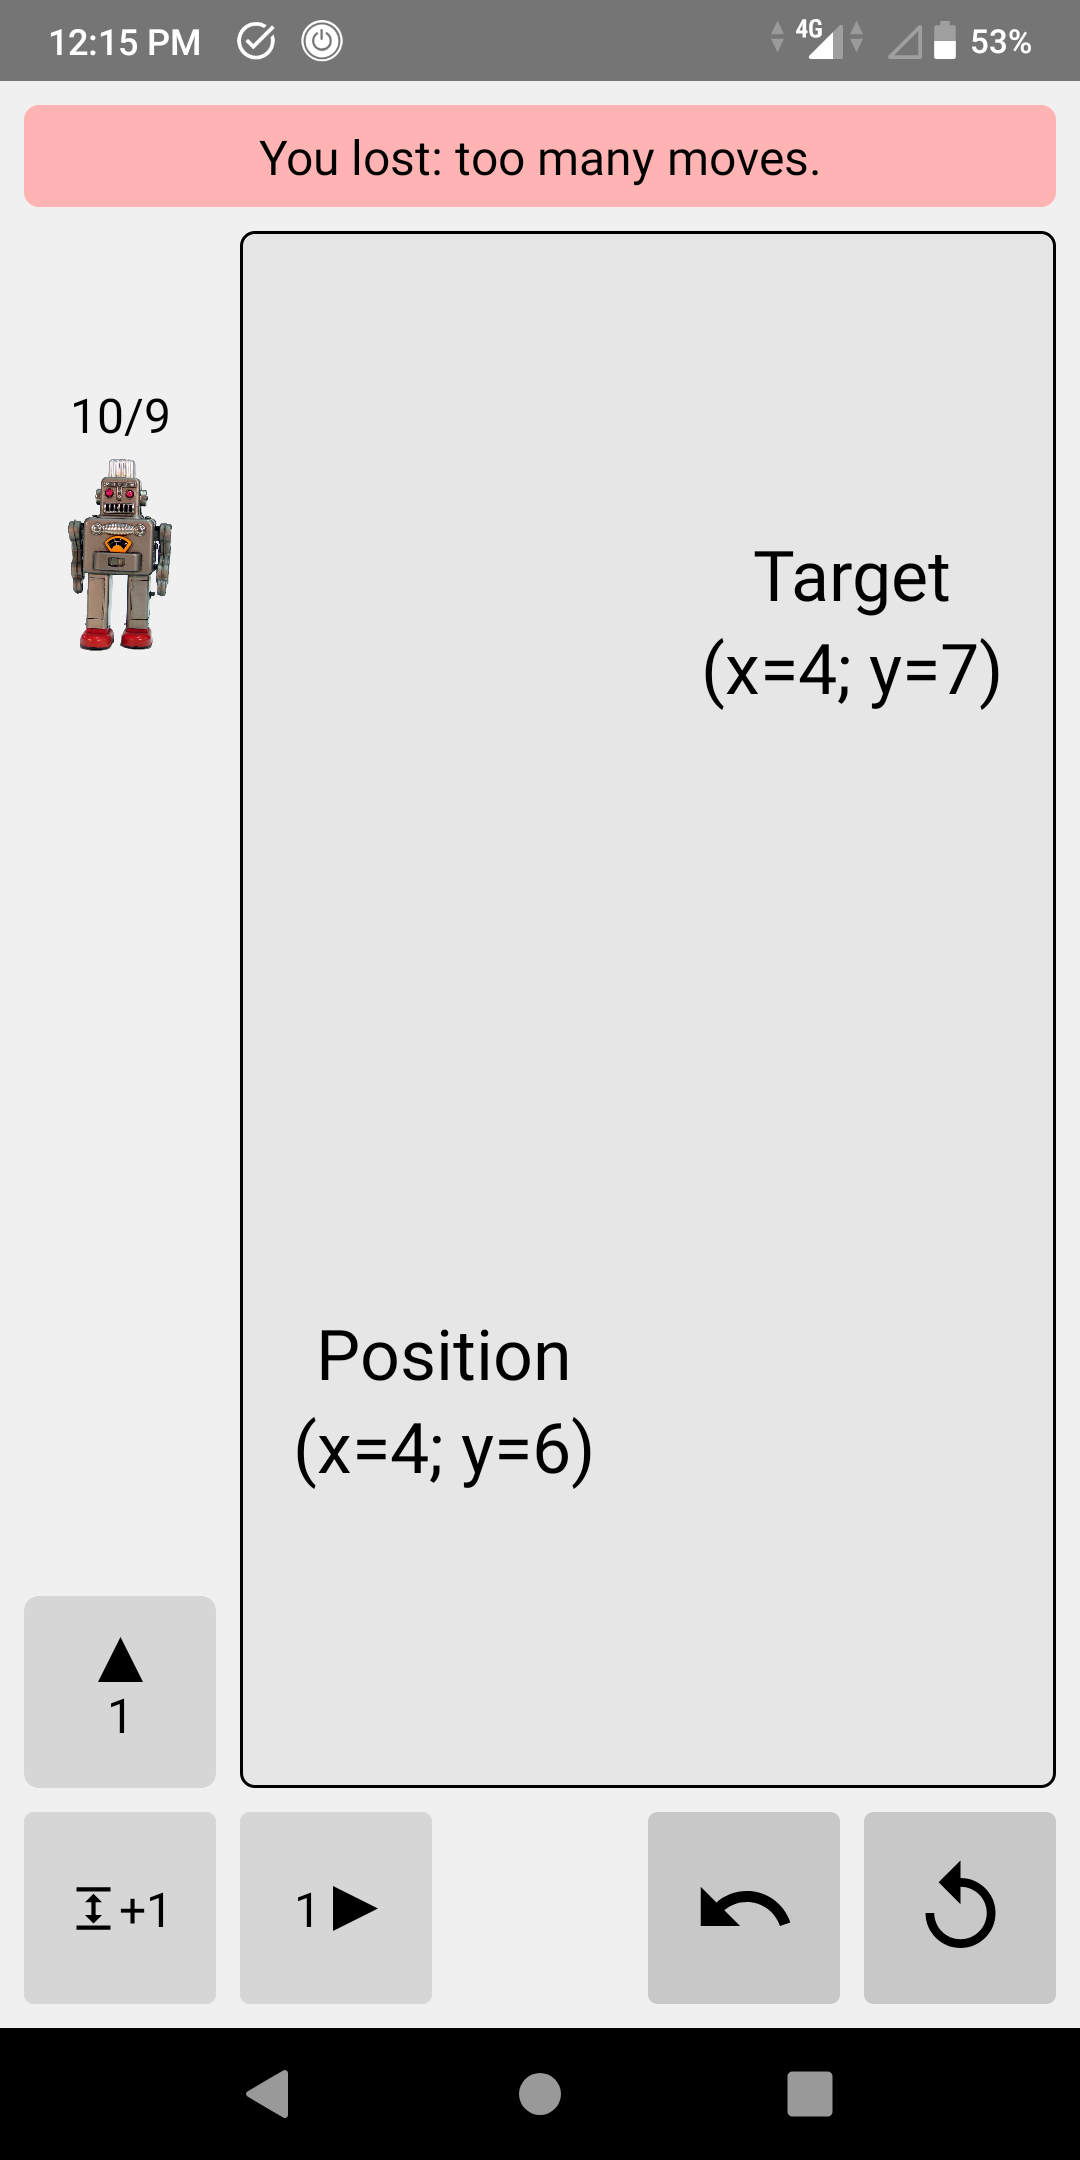 12:15 PM
4G
53%
You lost: too many moves.
10/9
Target
(x=4; y=7)
Position
(x=4; y=6)
1
+1
1